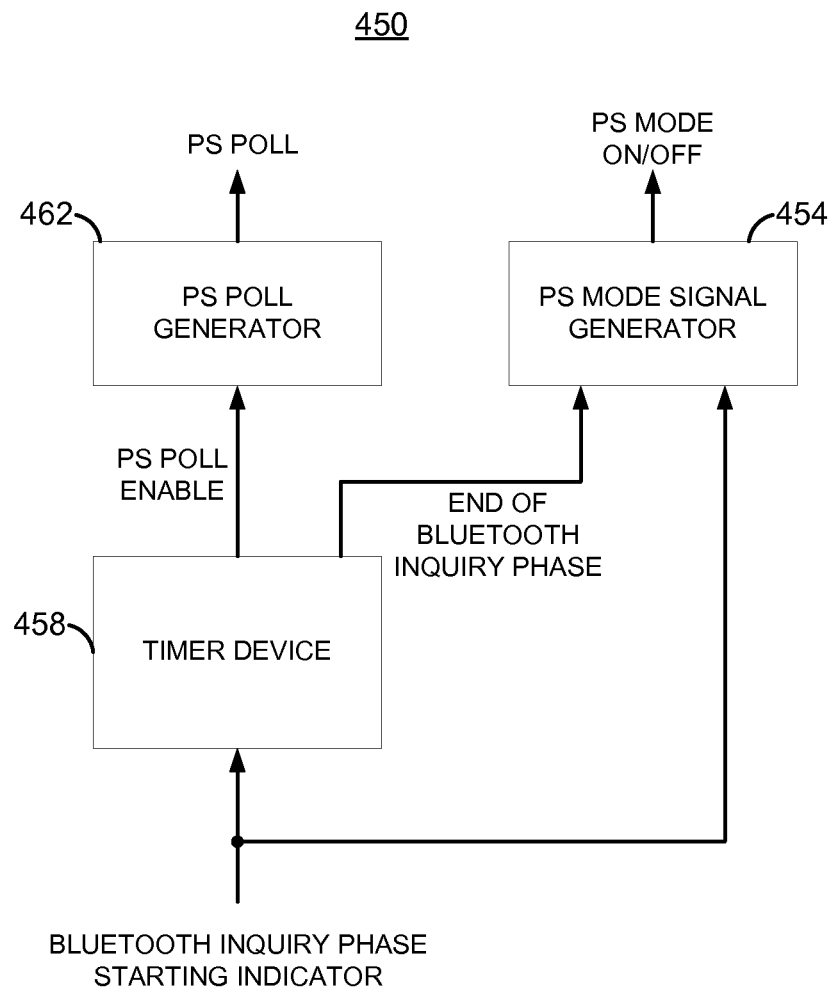 450
PS POLL
PS MODE
ON/OFF
462
454
PS POLL
GENERATOR
PS MODE SIGNAL
GENERATOR
PS POLL
ENABLE
END OF
BLUETOOTH
INQUIRY PHASE
458
TIMER DEVICE
BLUETOOTH INQUIRY PHASE
STARTING INDICATOR